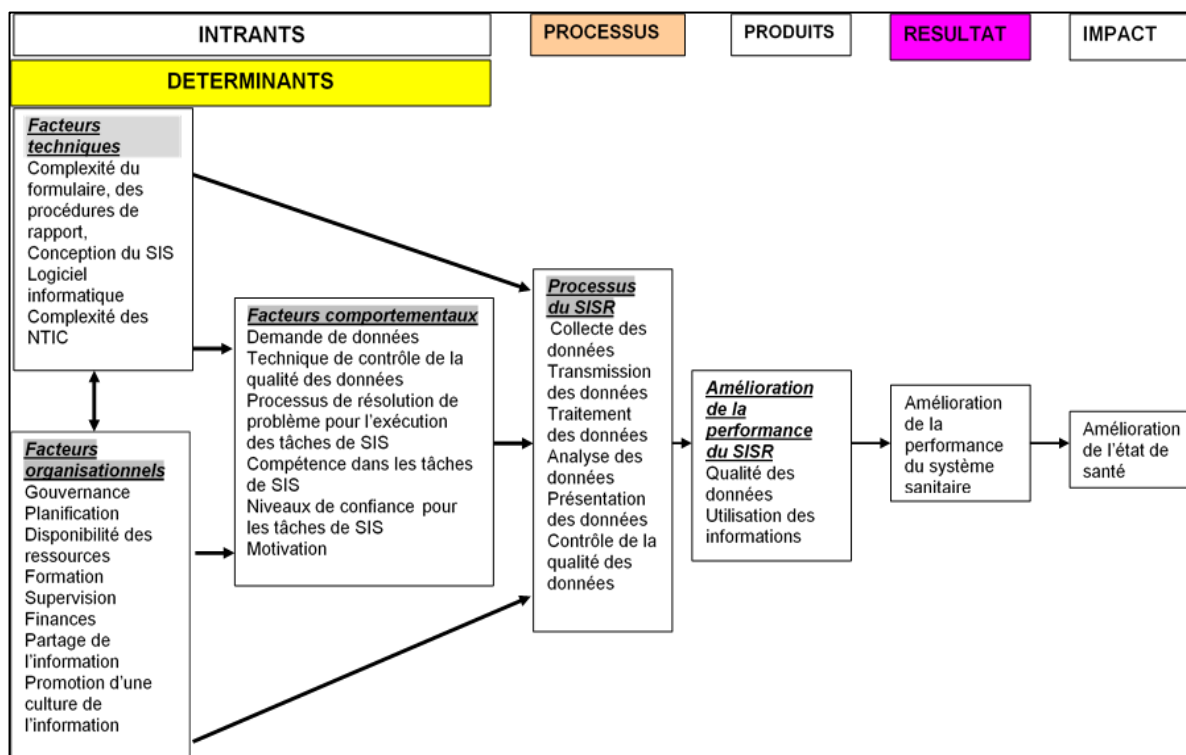 INTRANTS
PROCESSUS
PRODUITS
RESULTAT
IMPACT
DETERMINANTS
Facteurs
techniques
Complexité du
formulaire, des
procédures de
rapport,
Conception du SIS
Logiciel
informatique
Complexité des
NTIC
Facteurs
organisationnels
Gouvernance
Planification
Disponibilité des
ressources
Formation
Supervision
Finances
Partage de
l’information
Promotion d’une
culture de
l’information
Facteurs comportementaux
Demande de données
Technique de contrôle de la
qualité des données
Processus de résolution de
problème pour l’exécution
des tâches de SIS
Compétence dans les tâches
de SIS
Niveaux de confiance pour
les tâches de SIS
Motivation
Processus
du SISR
Collecte des
données
Transmission
des données
Traitement
des données
Analyse des
données
Présentation
des données
Contrôle de la
qualité des
données
Amélioration
de la
performance
du SISR
Qualité des
données
Utilisation des
informations
Amélioration
de la
performance
du système
sanitaire
Amélioration
de l’état de
santé